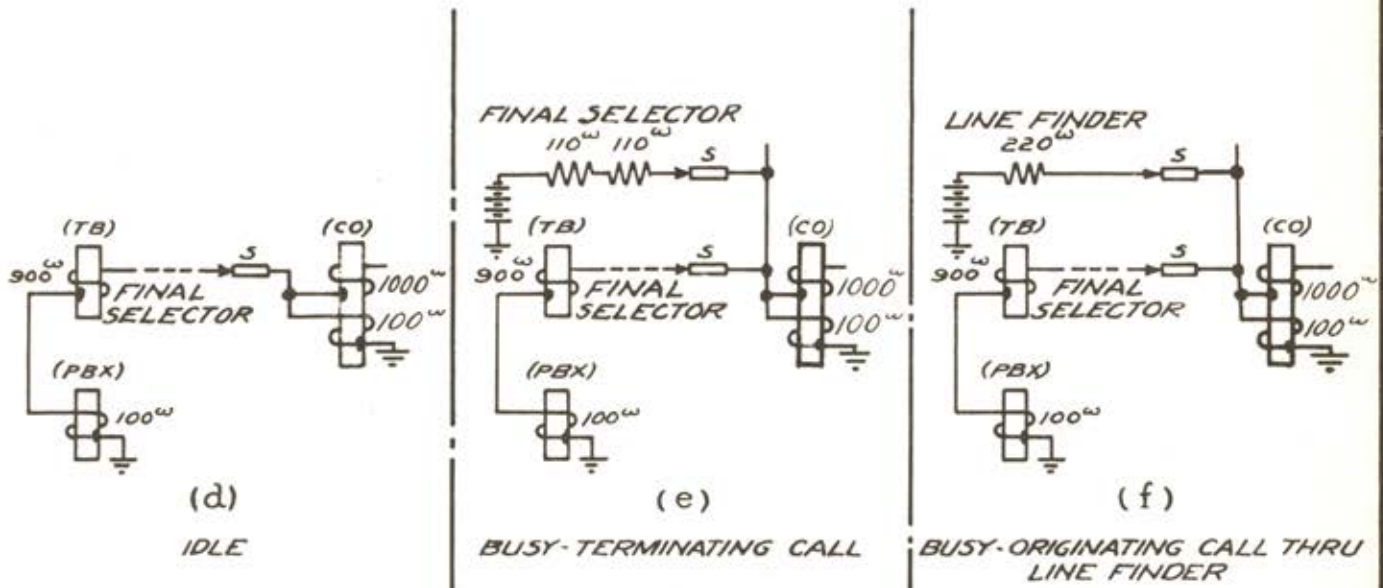 (TB)
900ω
S
(CO)
1000ω
100ω
FINAL
SELECTOR
(PBX)
100ω
(d)
IDLE
FINAL SELECTOR
110ω 110ω
S
(TB)
900ω
S
(CO)
1000ω
100ω
FINAL
SELECTOR
(PBX)
100ω
(e)
BUSY-TERMINATING CALL
LINE FINDER
220ω
S
(TB)
900ω
S
(CO)
1000ω
100ω
FINAL
SELECTOR
(PBX)
100ω
(f)
BUSY-ORIGINATING CALL THRU
LINE FINDER